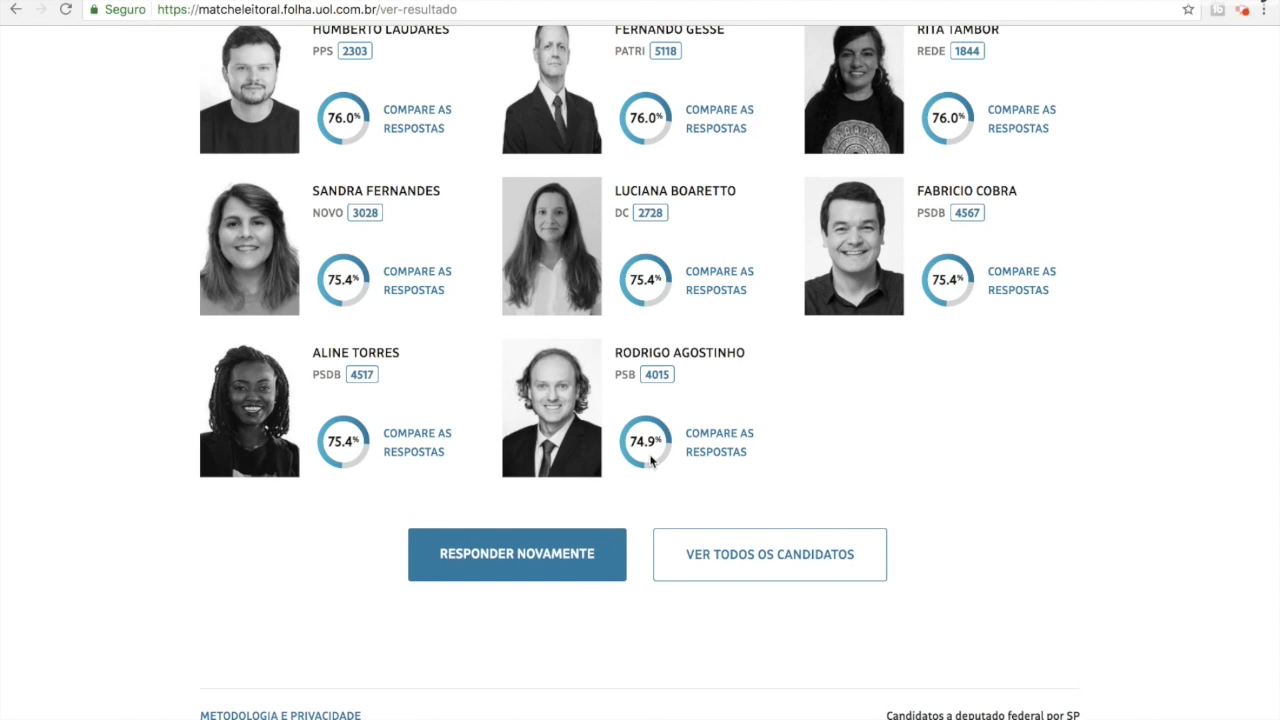 Seguro https://matcheleitoral.folha.uol.com.br/ver-resultado
HUMBERTO LAUDARES
PPS 2303
76.0%
COMPARE AS
RESPOSTAS
FERNANDO GESSE
PATRI 5118
76.0%
COMPARE AS
RESPOSTAS
RITA TAMBOR
REDE 1844
76.0%
COMPARE AS
RESPOSTAS
SANDRA FERNANDES
NOVO 3028
75.4%
COMPARE AS
RESPOSTAS
LUCIANA BOARETTO
DC 2728
75.4%
COMPARE AS
RESPOSTAS
FABRICIO COBRA
PSDB 4567
75.4%
COMPARE AS
RESPOSTAS
ALINE TORRES
PSDB 4517
75.4%
COMPARE AS
RESPOSTAS
RODRIGO AGOSTINHO
PSB 4015
74.9%
COMPARE AS
RESPOSTAS
RESPONDER NOVAMENTE
VER TODOS OS CANDIDATOS
METODOLOGIA E PRIVACIDADE
Candidatos a deputado federal por SP